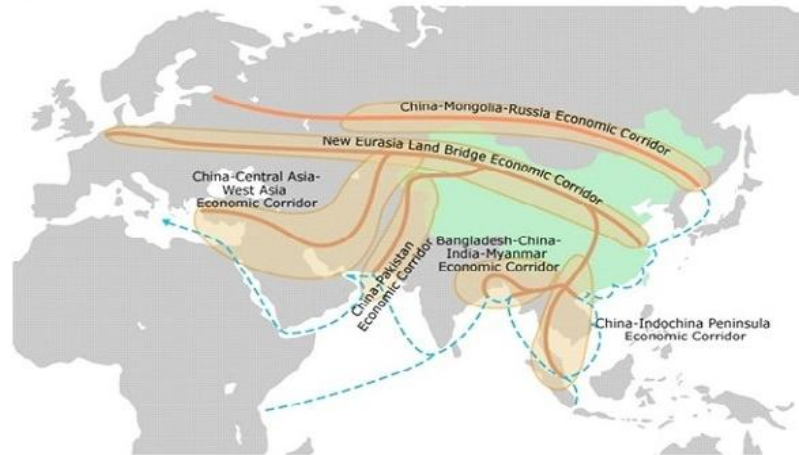 China-Mongolia-Russia Economic Corridor
New Eurasia Land Bridge Economic Corridor
China-Central Asia-
West Asia
Economic Corridor
China-Pakistan
Economic Corridor
Bangladesh-China-
India-Myanmar
Economic Corridor
China-Indochina Peninsula
Economic Corridor